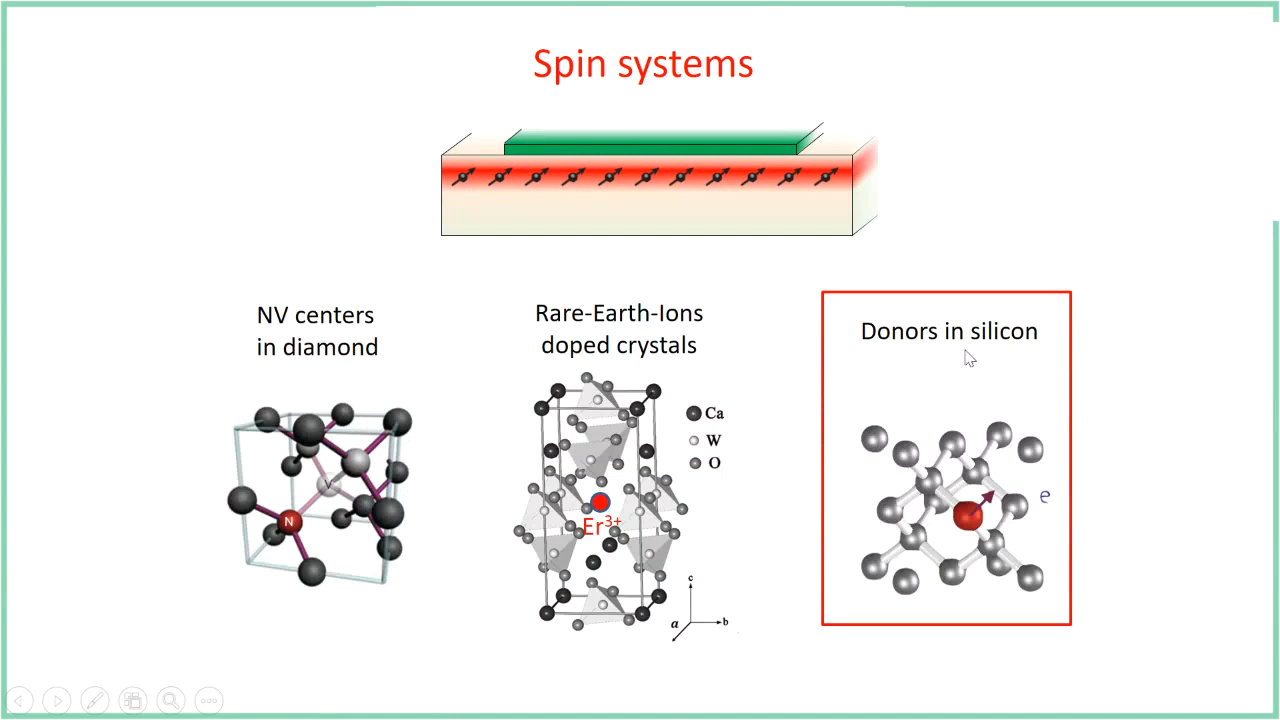 Spin systems
NV centers
in diamond
Rare-Earth-Ions
doped crystals
Donors in silicon
Ca
W
O
V
N
Er3+
e
c
a
b